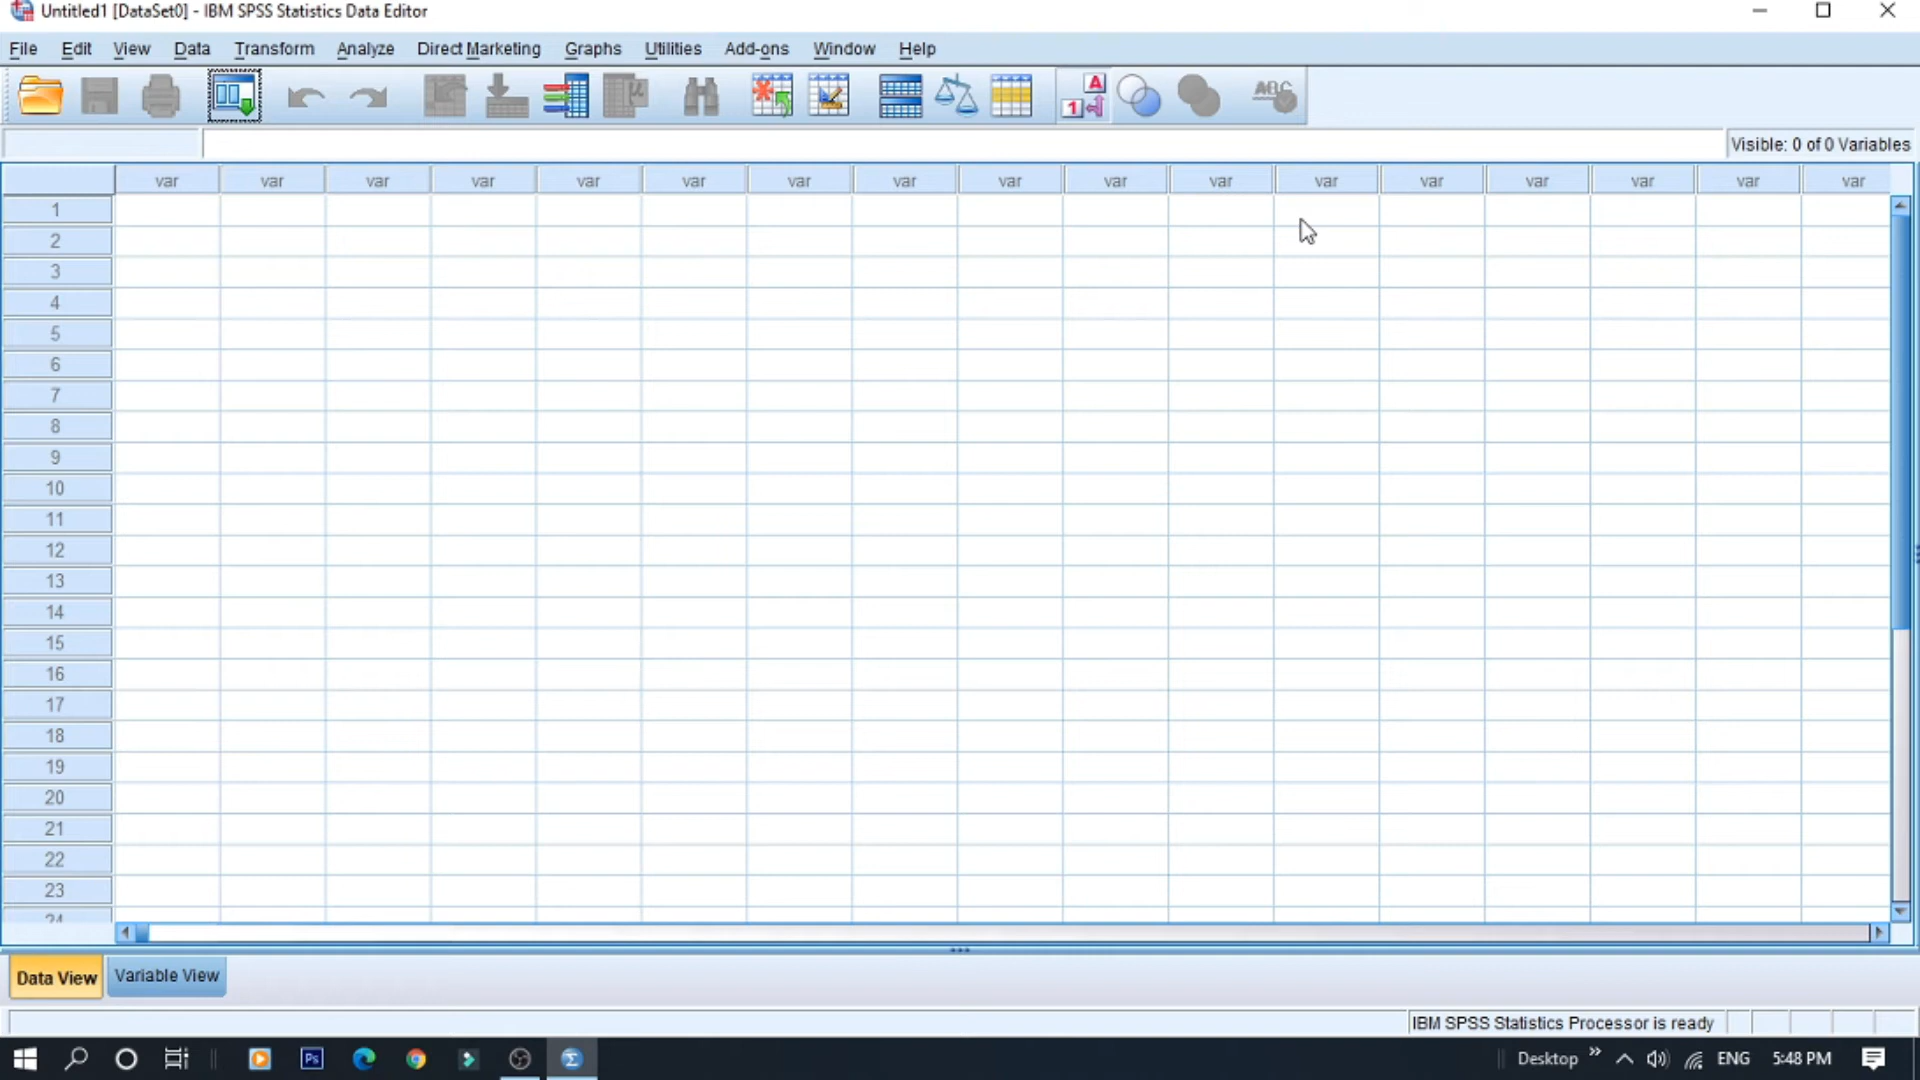 Untitled1 [DataSet0] - IBM SPSS Statistics Data Editor
File Edit View Data Transform Analyze Direct Marketing Graphs Utilities Add-ons Window Help
A
1
ABC
µ
Visible: 0 of 0 Variables
var var var var var var var var var var var var var var var var var
1
2
3
4
5
6
7
8
9
10
11
12
13
14
15
16
17
18
19
20
21
22
23
24
Data View Variable View
IBM SPSS Statistics Processor is ready
Ps Σ Desktop » ENG 5:48 PM